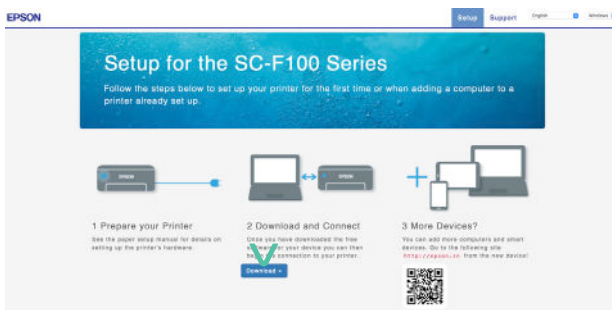 EPSON
Setup Support English Windows
Setup for the SC-F100 Series
Follow the steps below to set up your printer for the first time or when adding a computer to a
printer already set up.
EPSON
EPSON
1 Prepare your Printer
See the paper setup manual for details on
setting up the printer's hardware.
2 Download and Connect
Once you have downloaded the free
for your device you can then
connection to your printer.
Download
3 More Devices?
You can add more computers and smart
devices. Go to the following site
http://epson.sn from the new device!